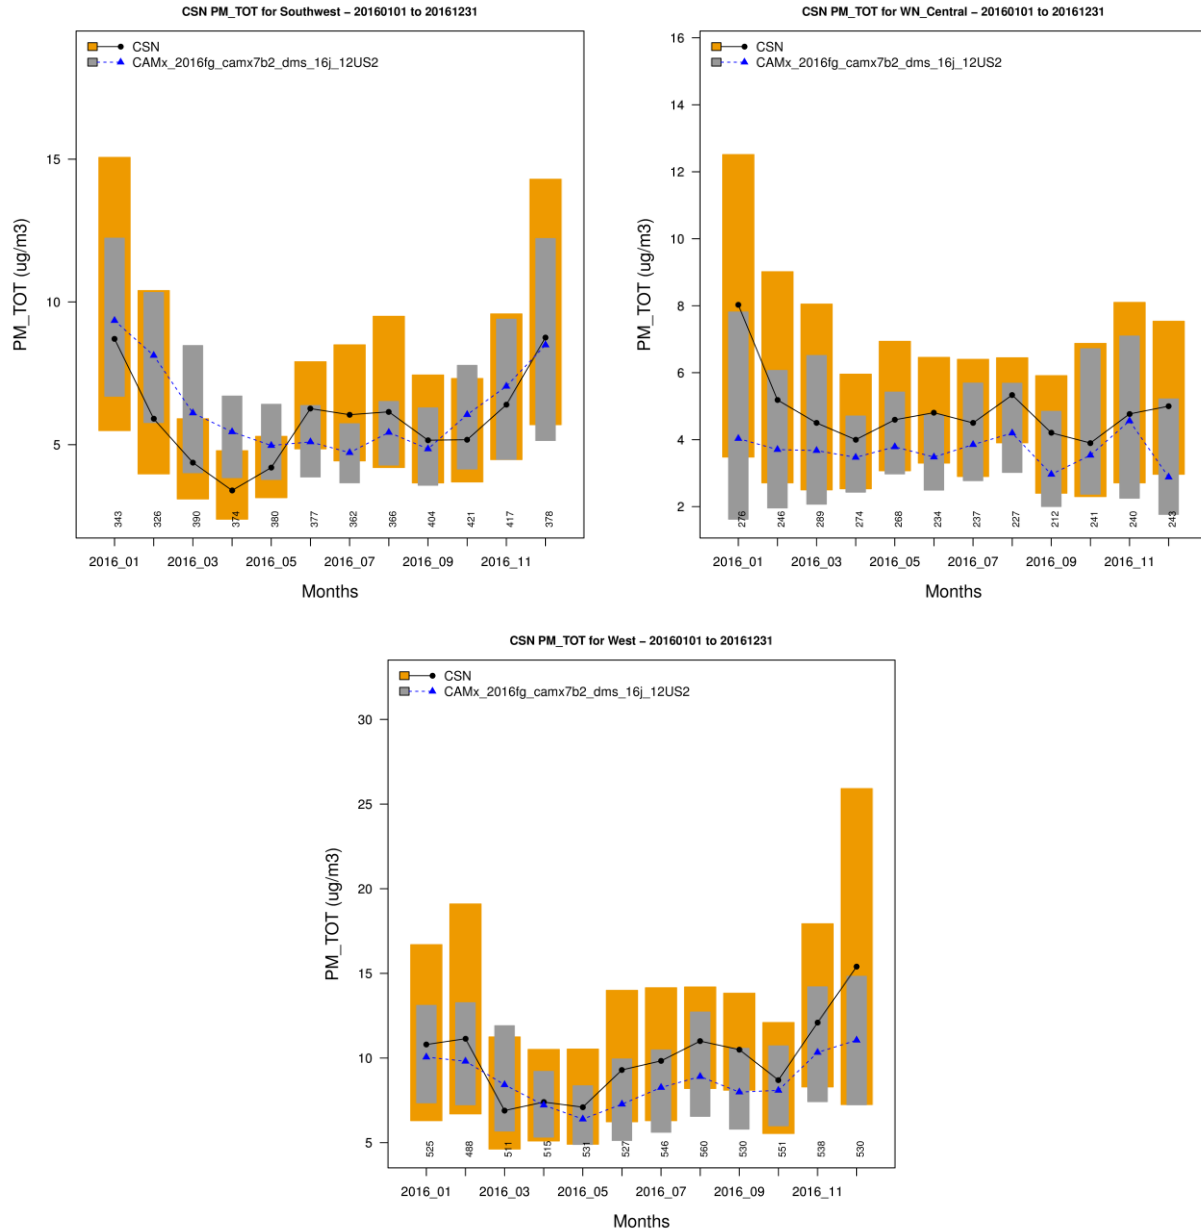 CSN PM_TOT for Southwest – 20160101 to 20161231
CSN
CAMx_2016fg_camx7b2_dms_16j_12US2
PM_TOT (ug/m3)
15
10
5
343 326 390 374 380 377 362 366 404 421 417 378
2016_01 2016_03 2016_05 2016_07 2016_09 2016_11
Months
CSN PM_TOT for WN_Central – 20160101 to 20161231
CSN
CAMx_2016fg_camx7b2_dms_16j_12US2
PM_TOT (ug/m3)
16
14
12
10
8
6
4
2
276 246 289 274 268 234 237 227 212 241 240 243
2016_01 2016_03 2016_05 2016_07 2016_09 2016_11
Months
CSN PM_TOT for West – 20160101 to 20161231
CSN
CAMx_2016fg_camx7b2_dms_16j_12US2
PM_TOT (ug/m3)
30
25
20
15
10
5
525 488 511 515 531 527 546 560 530 551 538 530
2016_01 2016_03 2016_05 2016_07 2016_09 2016_11
Months